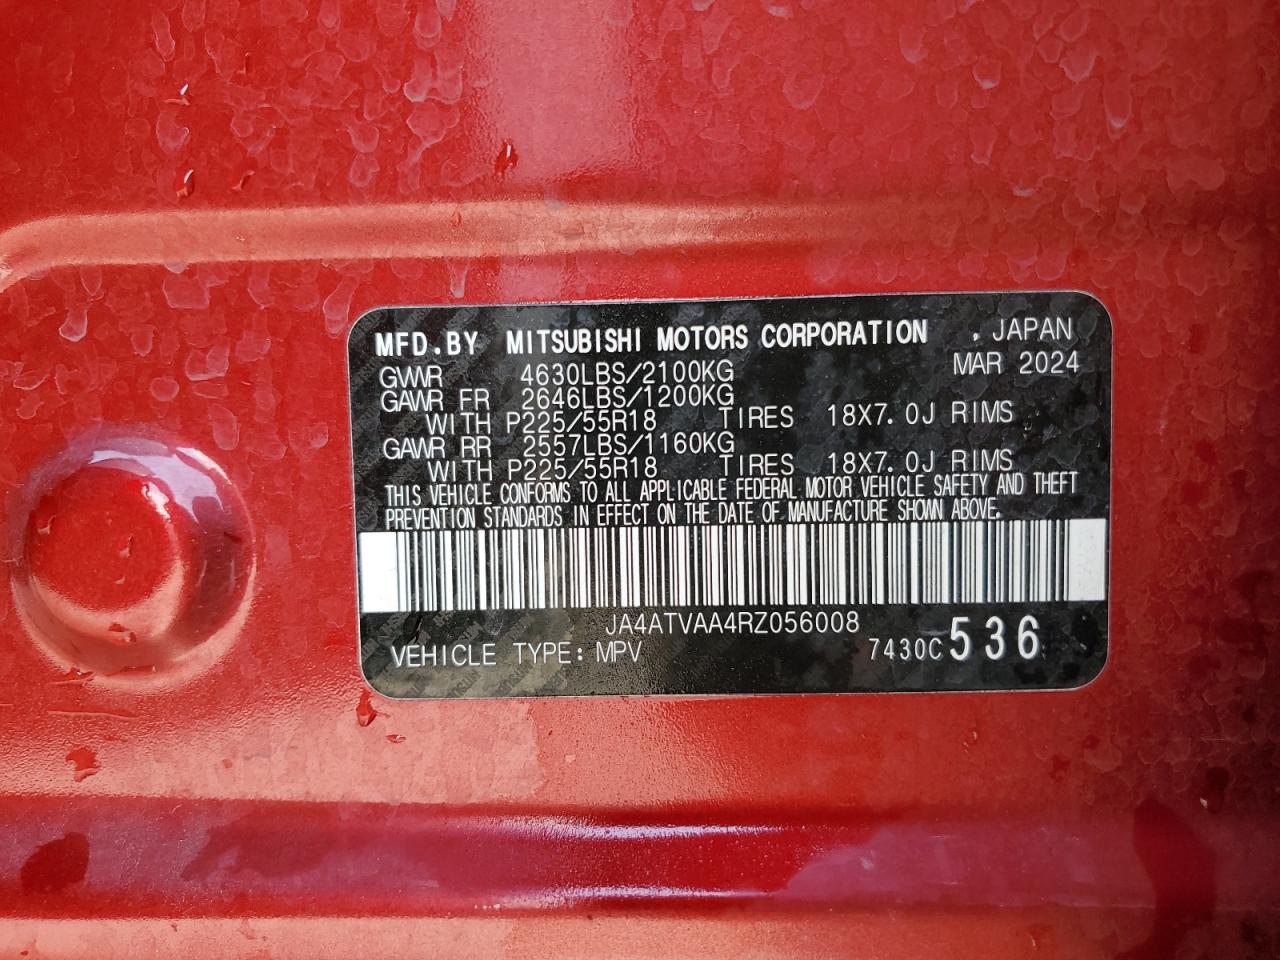 MFD.BY MITSUBISHI MOTORS CORPORATION , JAPAN
MAR 2024
GVWR 4630LBS/2100KG
GAWR FR 2646LBS/1200KG
WITH P225/55R18 TIRES 18X7.0J RIMS
GAWR RR 2557LBS/1160KG
WITH P225/55R18 TIRES 18X7.0J RIMS
THIS VEHICLE CONFORMS TO ALL APPLICABLE FEDERAL MOTOR VEHICLE SAFETY AND THEFT
PREVENTION STANDARDS IN EFFECT ON THE DATE OF MANUFACTURE SHOWN ABOVE.
JA4ATVAA4RZ056008
VEHICLE TYPE: MPV 7430C 536